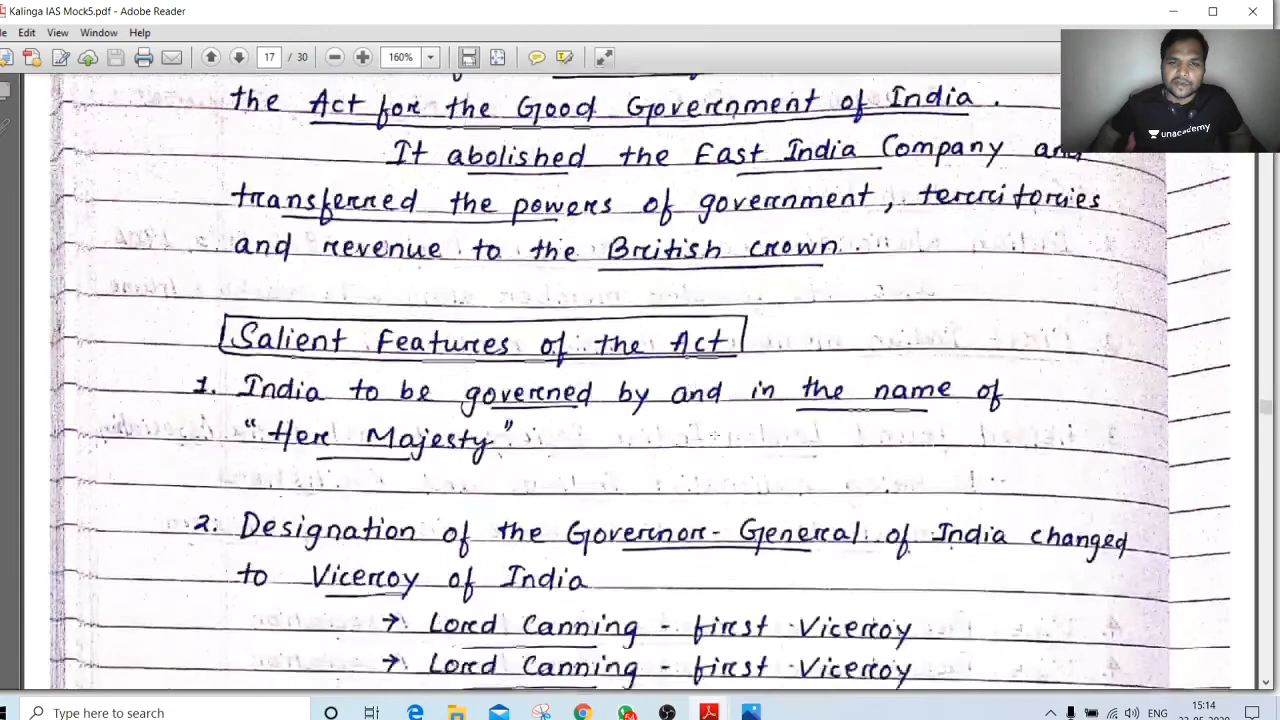 Kalinga IAS Mock5.pdf - Adobe Reader
Edit View Window Help
17 / 30 160%
unacademy
the Act for the Good Government of India.
It abolished the East India Company and
transferred the powers of government, territories
and revenue to the British crown.
Salient Features of the Act
1. India to be governed by and in the name of
"Her Majesty"
2. Designation of the Governor-General of India changed
to Viceroy of India
→ Lord Canning - first Viceroy
→ Lord Canning - first Viceroy
Type here to search
ENG
15:14